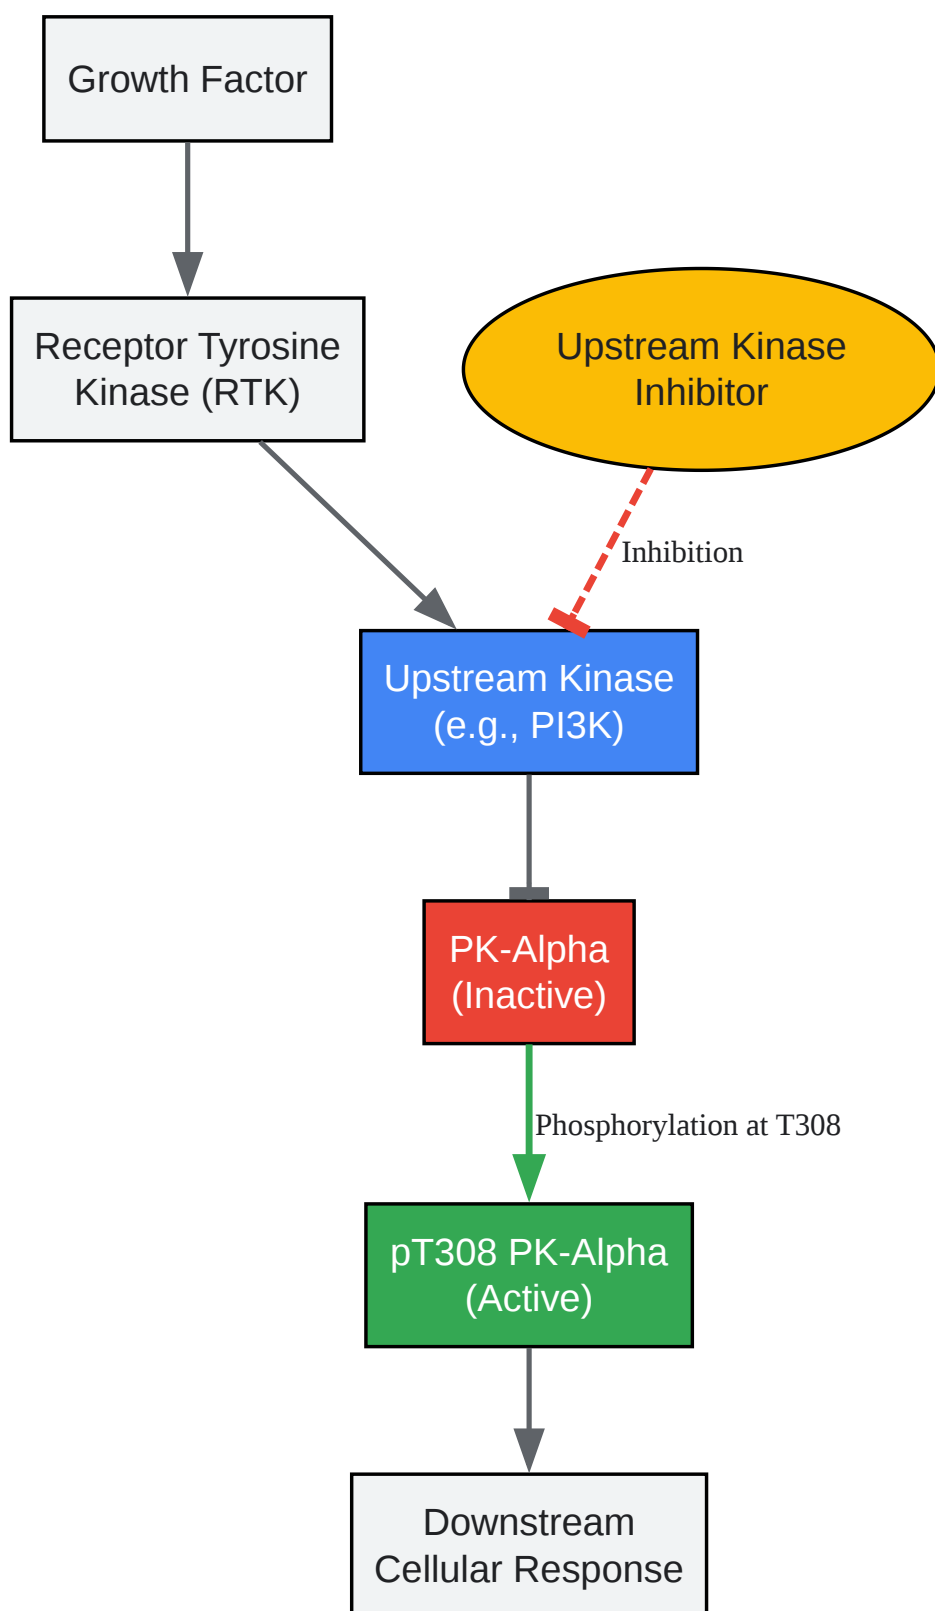 Growth Factor
Receptor Tyrosine
Kinase (RTK)
Upstream Kinase
Inhibitor
Inhibition
Upstream Kinase
(e.g., PI3K)
PK-Alpha
(Inactive)
Phosphorylation at T308
pT308 PK-Alpha
(Active)
Downstream
Cellular Response